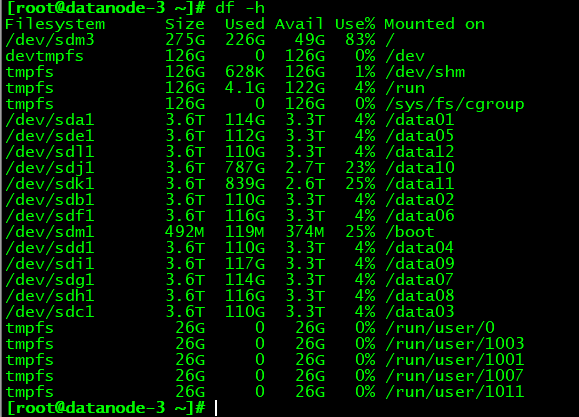 [root@datanode-3 ~]# df -h
Filesystem      Size  Used Avail Use% Mounted on
/dev/sdm3       275G  226G   49G  83% /
devtmpfs        126G     0  126G   0% /dev
tmpfs           126G  628K  126G   1% /dev/shm
tmpfs           126G  4.1G  122G   4% /run
tmpfs           126G     0  126G   0% /sys/fs/cgroup
/dev/sda1       3.6T  114G  3.3T   4% /data01
/dev/sde1       3.6T  112G  3.3T   4% /data05
/dev/sdl1       3.6T  110G  3.3T   4% /data12
/dev/sdj1       3.6T  787G  2.7T  23% /data10
/dev/sdk1       3.6T  839G  2.6T  25% /data11
/dev/sdb1       3.6T  110G  3.3T   4% /data02
/dev/sdf1       3.6T  116G  3.3T   4% /data06
/dev/sdm1       492M  119M  374M  25% /boot
/dev/sdd1       3.6T  110G  3.3T   4% /data04
/dev/sdi1       3.6T  117G  3.3T   4% /data09
/dev/sdg1       3.6T  114G  3.3T   4% /data07
/dev/sdh1       3.6T  116G  3.3T   4% /data08
/dev/sdc1       3.6T  110G  3.3T   4% /data03
tmpfs            26G     0   26G   0% /run/user/0
tmpfs            26G     0   26G   0% /run/user/1003
tmpfs            26G     0   26G   0% /run/user/1001
tmpfs            26G     0   26G   0% /run/user/1007
tmpfs            26G     0   26G   0% /run/user/1011
[root@datanode-3 ~]#